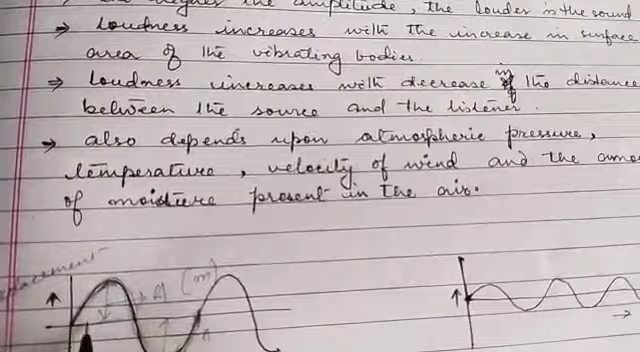 the amplitude, the louder is the sound
⇒ loudness increases with the increase in surface
area of the vibrating bodies.
⇒ loudness increases with decrease in the distance
between the source and the listener.
⇒ also depends upon atmospheric pressure,
temperature, velocity of wind and the amo
of moisture present in the air.
placement
A (m)